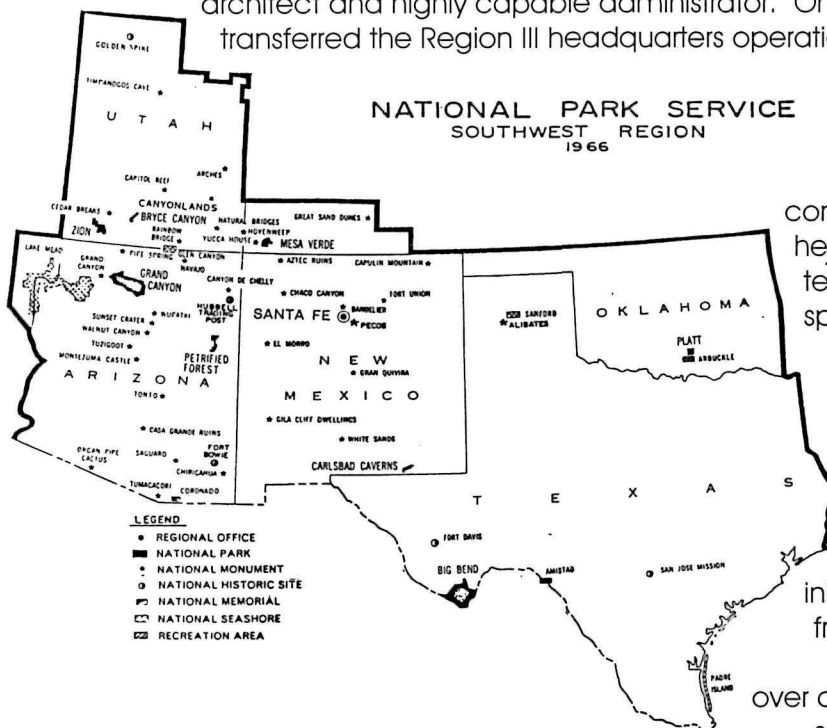 architect and highly capable administrator. On
transferred the Region III headquarters operati
NATIONAL PARK SERVICE
SOUTHWEST REGION
1966
GOLDEN SPIKE
TIMPANOGOS CAVE
UTAH
CAPITOL REEF
ARCHES
CANYONLANDS
CEDAR BREAKS
BRYCE CANYON
ZION
NATURAL BRIDGES
GREAT SAND DUNES
RAINBOW
BRIDGE
HOVENWEEP
YUCCA HOUSE
MESA VERDE
LAKE MEAD
GRAND
CANYON
PIPE SPRING
GLEN CANYON
NAVAJO
GRAND
CANYON
CANYON DE CHELLY
AZTEC RUINS
CAPULIN MOUNTAIN
HUBBELL
TRADING
POST
CHACO CANYON
FORT UNION
BANDELIER
SANTA FE
PECOS
SUNSET CRATER
WUPATKI
WALNUT CANYON
TUZIGOOT
MONTEZUMA CASTLE
PETRIFIED
FOREST
EL MORRO
NEW
MEXICO
GRAN QUIVIRA
ARIZONA
TONTO
GILA CLIFF DWELLINGS
CASA GRANDE RUINS
WHITE SANDS
ORGAN PIPE
CACTUS
SAGUARO
FORT
BOWIE
CHIRICAHUA
CARLSBAD CAVERNS
TUMACACORI
CORONADO
SANFORD
ALIBATES
OKLAHOMA
PLATT
ARBUCKLE
TEXAS
FORT DAVIS
BIG BEND
AMISTAD
SAN JOSE MISSION
PADRE
ISLAND
LEGEND
REGIONAL OFFICE
NATIONAL PARK
NATIONAL MONUMENT
NATIONAL HISTORIC SITE
NATIONAL MEMORIAL
NATIONAL SEASHORE
RECREATION AREA
con
he
te
sp
in
fr
over a